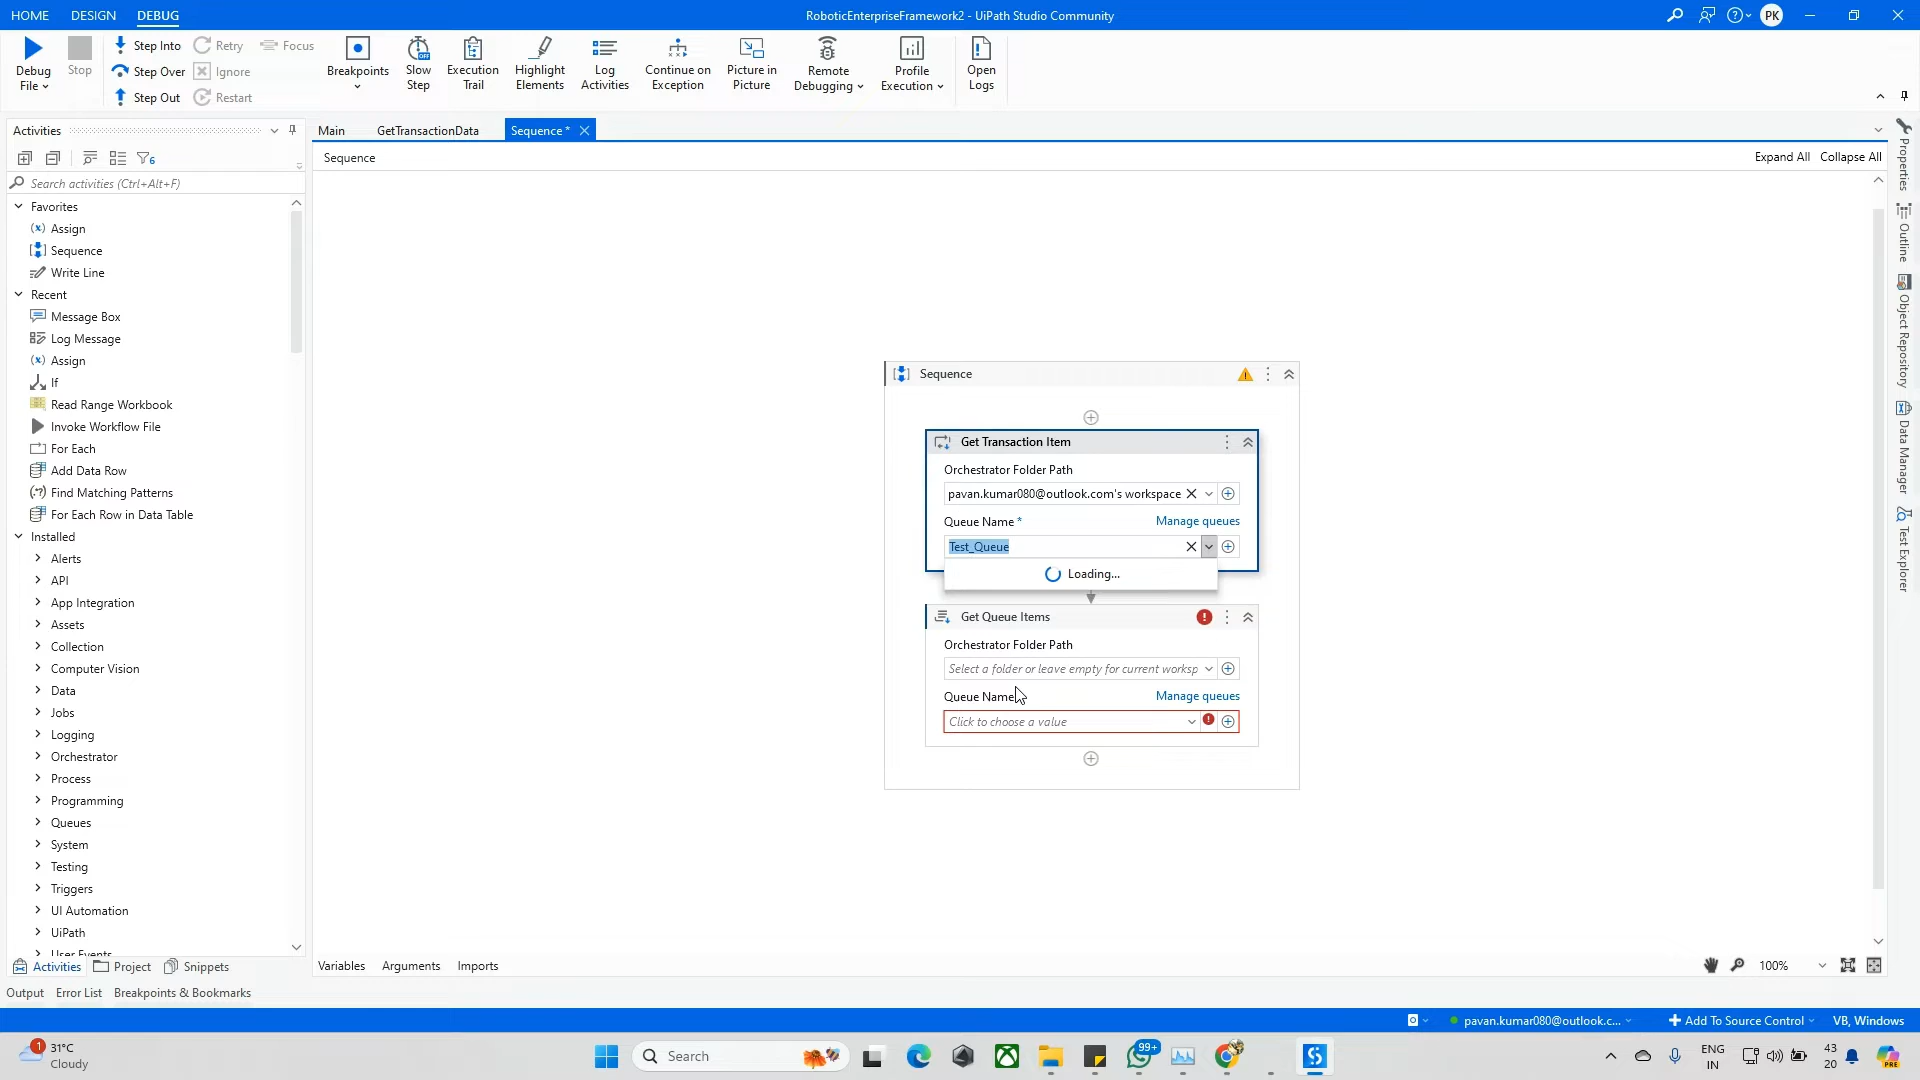 HOME DESIGN DEBUG RoboticEnterpriseFramework2 - UiPath Studio Community PK
Debug File Stop
Step Into Retry Focus
Step Over Ignore
Step Out Restart
Breakpoints
Slow Step
Execution Trail
Highlight Elements
Log Activities
Continue on Exception
Picture in Picture
Remote Debugging
Profile Execution
Open Logs
Activities
6
Search activities (Ctrl+Alt+F)
Favorites
Assign
Sequence
Write Line
Recent
Message Box
Log Message
Assign
If
Read Range Workbook
Invoke Workflow File
For Each
Add Data Row
Find Matching Patterns
For Each Row in Data Table
Installed
Alerts
API
App Integration
Assets
Collection
Computer Vision
Data
Jobs
Logging
Orchestrator
Process
Programming
Queues
System
Testing
Triggers
UI Automation
UiPath
User Events
Activities Project Snippets
Main GetTransactionData Sequence *
Sequence Expand All Collapse All
Sequence
Get Transaction Item
Orchestrator Folder Path
pavan.kumar080@outlook.com's workspace
Queue Name * Manage queues
Test_Queue
Loading...
Get Queue Items
Orchestrator Folder Path
Select a folder or leave empty for current worksp
Queue Name Manage queues
Click to choose a value
Variables Arguments Imports 100%
Properties
Outline
Object Repository
Data Manager
Test Explorer
Output Error List Breakpoints & Bookmarks
pavan.kumar080@outlook.c... Add To Source Control VB, Windows
1 31°C
Cloudy
Search
99+
ENG
IN
43
20
PRE